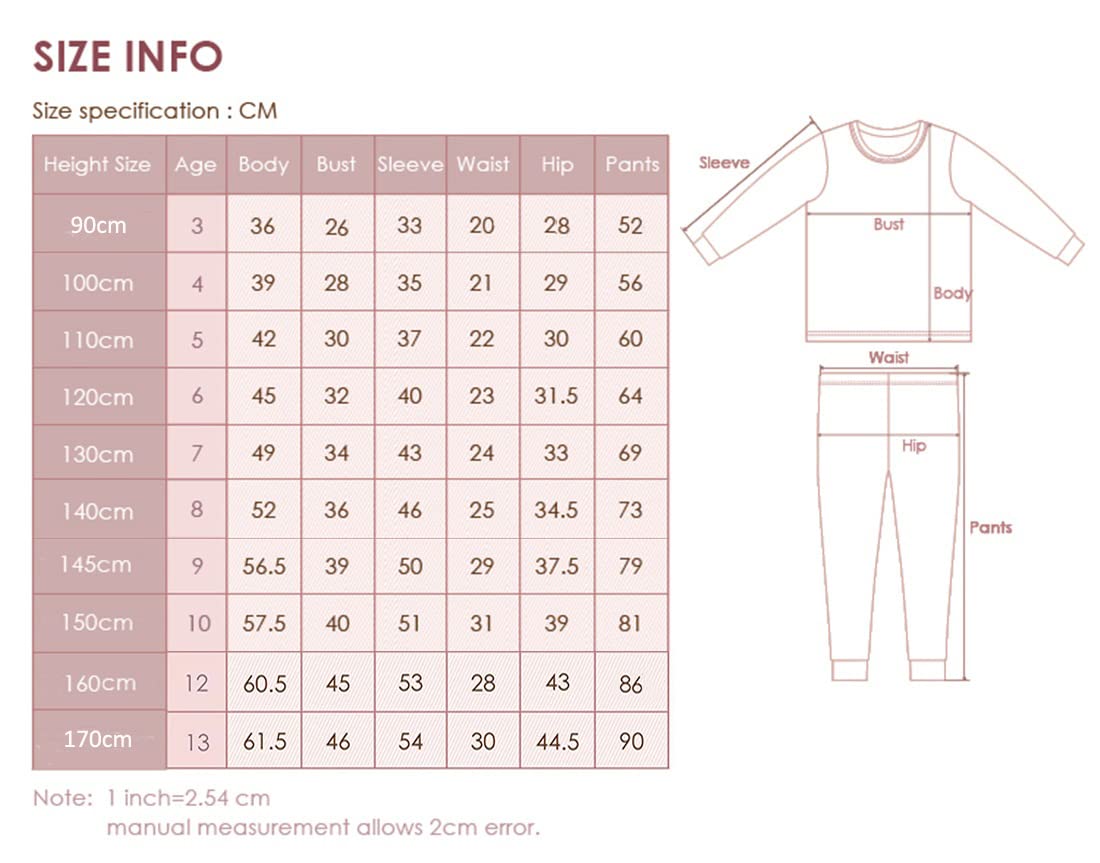 SIZE INFO
Size specification : CM
Height Size Age Body Bust Sleeve Waist Hip Pants
90cm 3 36 26 33 20 28 52
100cm 4 39 28 35 21 29 56
110cm 5 42 30 37 22 30 60
120cm 6 45 32 40 23 31.5 64
130cm 7 49 34 43 24 33 69
140cm 8 52 36 46 25 34.5 73
145cm 9 56.5 39 50 29 37.5 79
150cm 10 57.5 40 51 31 39 81
160cm 12 60.5 45 53 28 43 86
170cm 13 61.5 46 54 30 44.5 90
Note: 1 inch=2.54 cm
manual measurement allows 2cm error.
Sleeve
Bust
Body
Waist
Hip
Pants